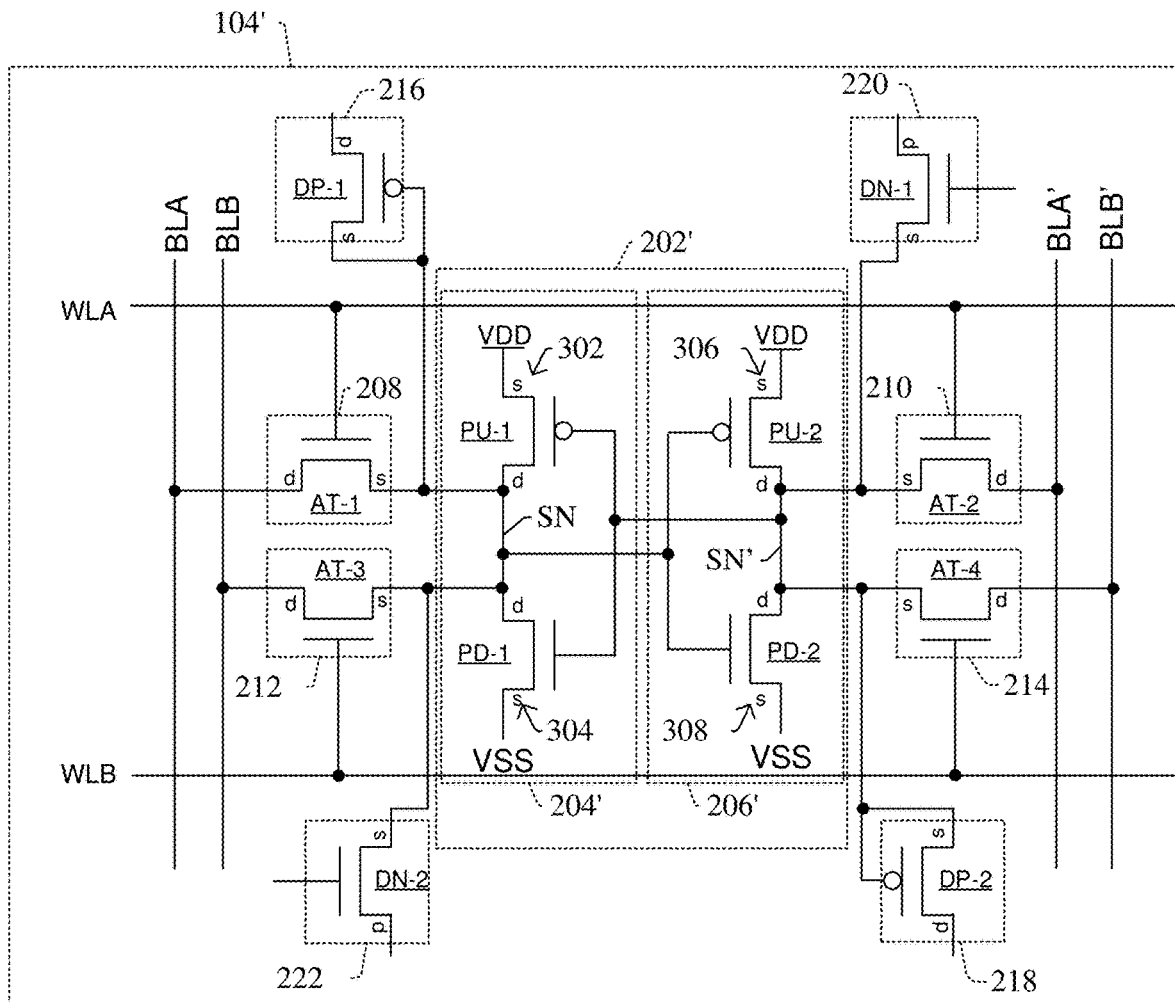 104'
216
220
d
DP-1
s
p
DN-1
s
BLA
BLB
BLA'
BLB'
202'
WLA
VDD
302
306
VDD
s
s
208
210
PU-1
PU-2
d
d
d
s
AT-1
s
d
AT-2
SN
SN'
AT-3
d
s
AT-4
s
d
d
d
PD-1
PD-2
212
214
s
304
308
s
VSS
VSS
WLB
204'
206'
s
DN-2
p
s
DP-2
d
222
218